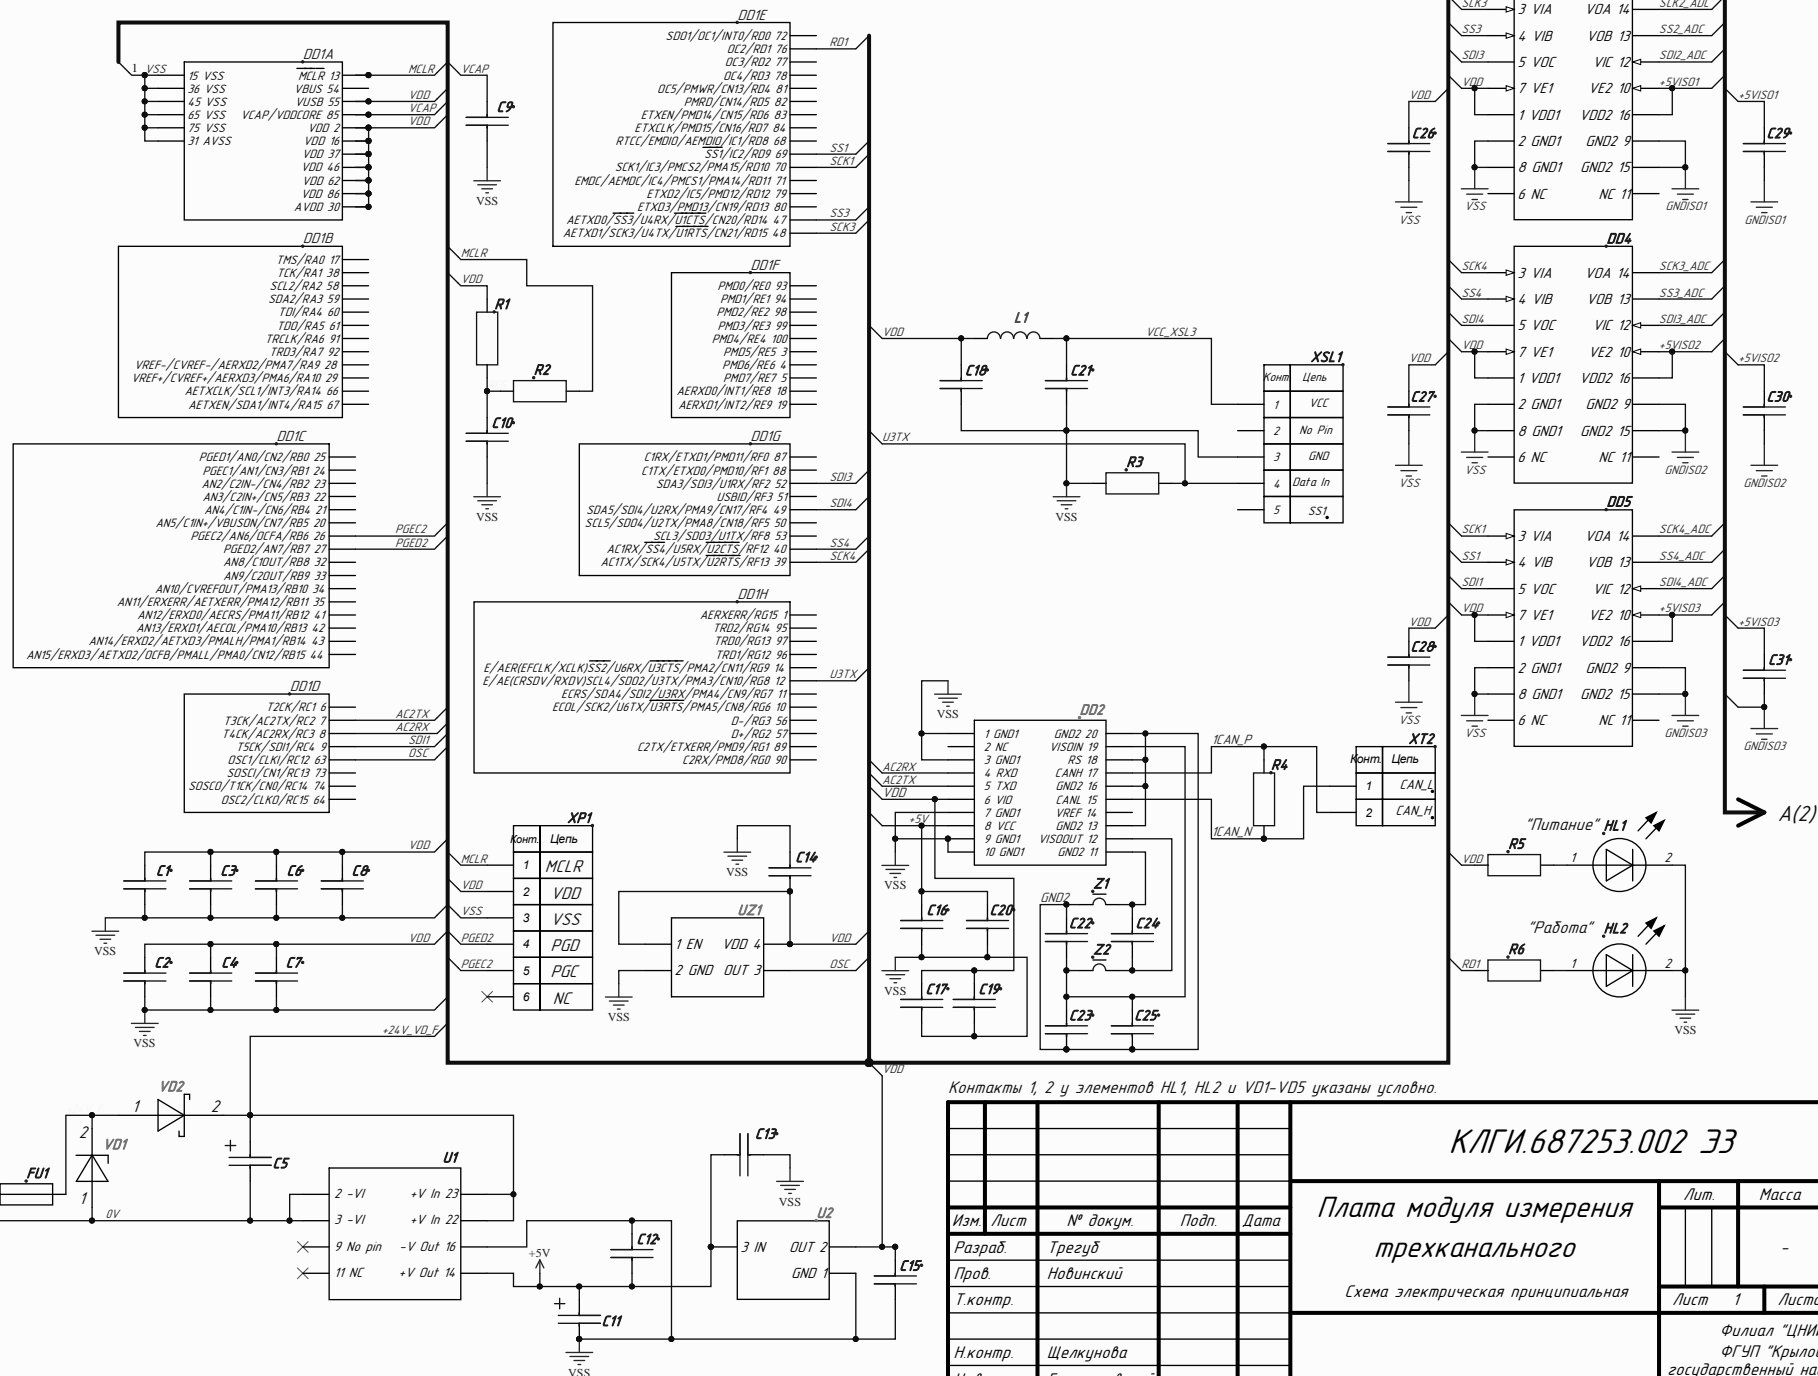 DD1A
1 VSS
15 VSS
36 VSS
45 VSS
65 VSS
75 VSS
31 AVSS
MCLR 13
VBUS 54
VUSB 55
VCAP/VDDCORE 85
VDD 2
VDD 16
VDD 37
VDD 46
VDD 62
VDD 86
AVDD 30
MCLR
VDD
VCAP
VDD
VCAP
C9
VSS
DD1B
TMS/RA0 17
TCK/RA1 38
SCL2/RA2 58
SDA2/RA3 59
TDI/RA4 60
TDO/RA5 61
TRCLK/RA6 91
TRD3/RA7 92
VREF-/CVREF-/AERXD2/PMA7/RA9 28
VREF+/CVREF+/AERXD3/PMA6/RA10 29
AETXCLK/SCL1/INT3/RA14 66
AETXEN/SDA1/INT4/RA15 67
MCLR
VDD
R1
R2
C10
VSS
DD1C
PGED1/AN0/CN2/RB0 25
PGEC1/AN1/CN3/RB1 24
AN2/C2IN-/CN4/RB2 23
AN3/C2IN+/CN5/RB3 22
AN4/C1IN-/CN6/RB4 21
AN5/C1IN+/VBUSON/CN7/RB5 20
PGEC2/AN6/OCFA/RB6 26
PGED2/AN7/RB7 27
AN8/C1OUT/RB8 32
AN9/C2OUT/RB9 33
AN10/CVREFOUT/PMA13/RB10 34
AN11/ERXERR/AETXERR/PMA12/RB11 35
AN12/ERXD0/AECRS/PMA11/RB12 41
AN13/ERXD1/AECOL/PMA10/RB13 42
AN14/ERXD2/AETXD3/PMALH/PMA1/RB14 43
AN15/ERXD3/AETXD2/OCFB/PMALL/PMA0/CN12/RB15 44
PGEC2
PGED2
DD1D
T2CK/RC1 6
T3CK/AC2TX/RC2 7
T4CK/AC2RX/RC3 8
T5CK/SDI1/RC4 9
OSC1/CLKI/RC12 63
SOSCI/CN1/RC13 73
SOSCO/T1CK/CN0/RC14 74
OSC2/CLKO/RC15 64
AC2TX
AC2RX
SDI1
OSC
DD1E
SDO1/OC1/INT0/RD0 72
OC2/RD1 76
OC3/RD2 77
OC4/RD3 78
OC5/PMWR/CN13/RD4 81
PMRD/CN14/RD5 82
ETXEN/PMD14/CN15/RD6 83
ETXCLK/PMD15/CN16/RD7 84
RTCC/EMDIO/AEMDIO/IC1/RD8 68
SS1/IC2/RD9 69
SCK1/IC3/PMCS2/PMA15/RD10 70
EMDC/AEMDC/IC4/PMCS1/PMA14/RD11 71
ETXD2/IC5/PMD12/RD12 79
ETXD3/PMD13/CN19/RD13 80
AETXD0/SS3/U4RX/U1CTS/CN20/RD14 47
AETXD1/SCK3/U4TX/U1RTS/CN21/RD15 48
RD1
SS1
SCK1
SS3
SCK3
DD1F
PMD0/RE0 93
PMD1/RE1 94
PMD2/RE2 98
PMD3/RE3 99
PMD4/RE4 100
PMD5/RE5 3
PMD6/RE6 4
PMD7/RE7 5
AERXD0/INT1/RE8 18
AERXD1/INT2/RE9 19
DD1G
C1RX/ETXD1/PMD11/RF0 87
C1TX/ETXD0/PMD10/RF1 88
SDA3/SDI3/U1RX/RF2 52
USBID/RF3 51
SDA5/SDI4/U2RX/PMA9/CN17/RF4 49
SCL5/SDO4/U2TX/PMA8/CN18/RF5 50
SCL3/SDO3/U1TX/RF8 53
AC1RX/SS4/U5RX/U2CTS/RF12 40
AC1TX/SCK4/U5TX/U2RTS/RF13 39
SDI3
SDI4
SS4
SCK4
DD1H
AERXERR/RG15 1
TRD2/RG14 95
TRD0/RG13 97
TRD1/RG12 96
E/AER(EFCLK/XCLK)SS2/U6RX/U3CTS/PMA2/CN11/RG9 14
E/AE(CRSDV/RXDV)SCL4/SDO2/U3TX/PMA3/CN10/RG8 12
ECRS/SDA4/SDI2/U3RX/PMA4/CN9/RG7 11
ECOL/SCK2/U6TX/U3RTS/PMA5/CN8/RG6 10
D-/RG3 56
D+/RG2 57
C2TX/ETXERR/PMD9/RG1 89
C2RX/PMD8/RG0 90
U3TX
VDD
L1
VCC_XSL3
C18
C21
U3TX
R3
VSS
XSL1
Конт Цепь
1 VCC
2 No Pin
3 GND
4 Data In
5 SS1
SCK3
SS3
SDI3
VDD
3 VIA VOA 14
4 VIB VOB 13
5 VOC VIC 12
7 VE1 VE2 10
1 VDD1 VDD2 16
2 GND1 GND2 9
8 GND1 GND2 15
6 NC NC 11
SCK2_ADC
SS2_ADC
SDI2_ADC
+5VISO1
VDD
C26
VSS
VSS
GNDISO1
+5VISO1
C29
GNDISO1
DD4
SCK4
SS4
SDI4
VDD
3 VIA VOA 14
4 VIB VOB 13
5 VOC VIC 12
7 VE1 VE2 10
1 VDD1 VDD2 16
2 GND1 GND2 9
8 GND1 GND2 15
6 NC NC 11
SCK3_ADC
SS3_ADC
SDI3_ADC
+5VISO2
VDD
C27
VSS
VSS
GNDISO2
+5VISO2
C30
GNDISO2
DD5
SCK1
SS1
SDI1
VDD
3 VIA VOA 14
4 VIB VOB 13
5 VOC VIC 12
7 VE1 VE2 10
1 VDD1 VDD2 16
2 GND1 GND2 9
8 GND1 GND2 15
6 NC NC 11
SCK4_ADC
SS4_ADC
SDI4_ADC
+5VISO3
VDD
C28
VSS
VSS
GNDISO3
+5VISO3
C31
GNDISO3
A(2)
VSS
DD2
1 GND1
2 NC
3 GND1
4 RXD
5 TXD
6 VIO
7 GND1
8 VCC
9 GND1
10 GND1
GND2 20
VISOIN 19
RS 18
CANH 17
GND2 16
CANL 15
VREF 14
GND2 13
VISOUT 12
GND2 11
AC2RX
AC2TX
VDD
+5V
VSS
1CAN_P
1CAN_N
R4
XT2
Конт. Цепь
1 CAN_L
2 CAN_H
C16
C20
VSS
C17
C19
GND2
Z1
C22
C24
Z2
C23
C25
"Питание" HL1
VDD
R5
1
2
"Работа" HL2
RD1
R6
1
2
VSS
VDD
C1
C3
C6
C8
VSS
VDD
C2
C4
C7
VSS
XP1
Конт. Цепь
1 MCLR
2 VDD
3 VSS
4 PGD
5 PGC
6 NC
MCLR
VDD
VSS
PGED2
PGEC2
VSS
C14
UZ1
1 EN VDD 4
2 GND OUT 3
VDD
OSC
VSS
+24V_VD_F
VD2
1
2
2
VD1
1
FU1
0V
C5
U1
2 -VI
3 -VI
9 No pin
11 NC
+V In 23
+V In 22
-V Out 16
+V Out 14
+5V
C12
C11
VSS
C13
VSS
U2
3 IN OUT 2
GND 1
C15
VDD
Контакты 1, 2 у элементов HL1, HL2 и VD1-VD5 указаны условно.
КЛГИ.687253.002 Э3
Плата модуля измерения
трехканального
Схема электрическая принципиальная
Лит. Масса
-
Лист 1
Изм. Лист № докум. Подп. Дата
Разраб. Трегуб
Пров. Новинский
Т.контр.
Н.контр. Щелкунова
Филиал "ЦНИ
ФГУП "Крыло
государственный на